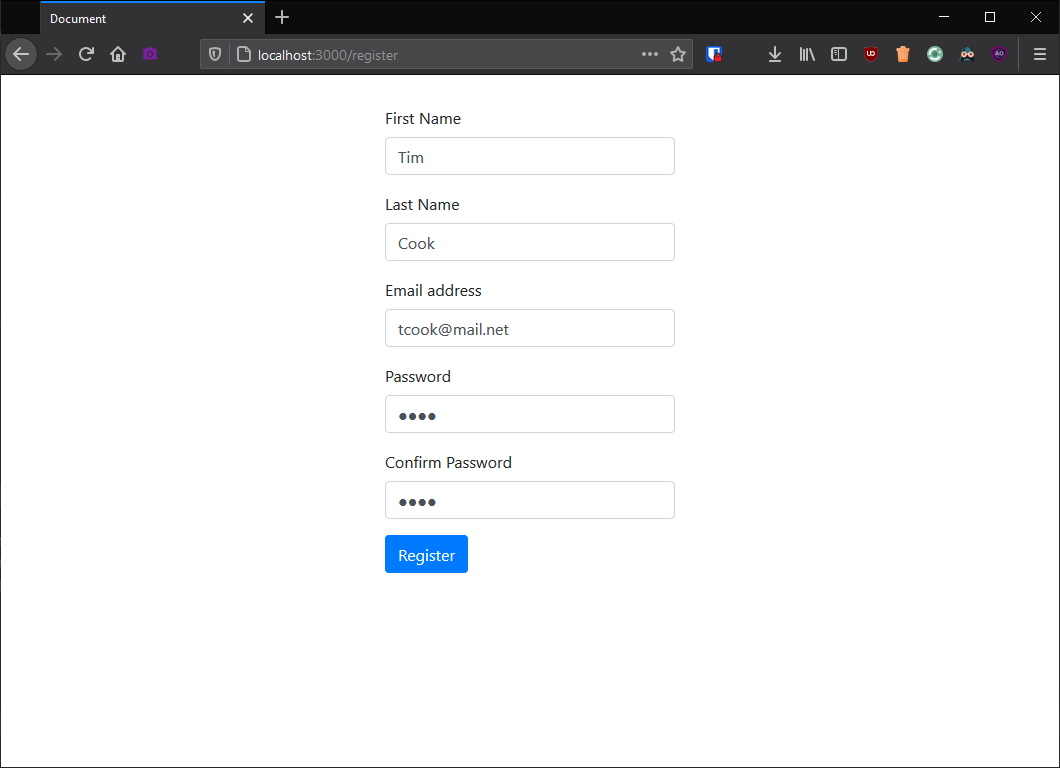 Document
localhost:3000/register
First Name
Tim
Last Name
Cook
Email address
tcook@mail.net
Password
●●●●
Confirm Password
●●●●
Register